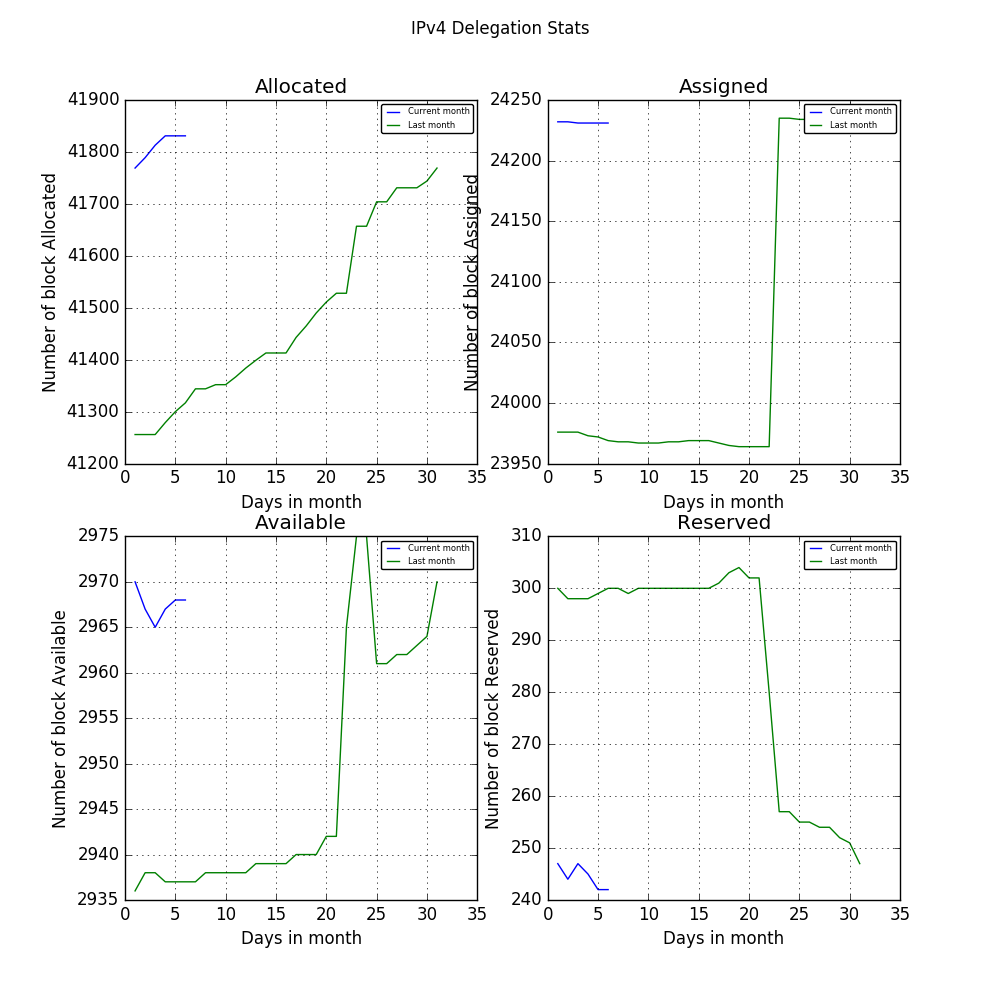 IPv4 Delegation Stats
Allocated
41900
41800
41700
41600
41500
41400
41300
41200
0 5 10 15 20 25 30 35
Number of block Allocated
Days in month
Current month
Last month
Assigned
24250
24200
24150
24100
24050
24000
23950
0 5 10 15 20 25 30 35
Number of block Assigned
Days in month
Current month
Last month
Available
2975
2970
2965
2960
2955
2950
2945
2940
2935
0 5 10 15 20 25 30 35
Number of block Available
Days in month
Current month
Last month
Reserved
310
300
290
280
270
260
250
240
0 5 10 15 20 25 30 35
Number of block Reserved
Days in month
Current month
Last month